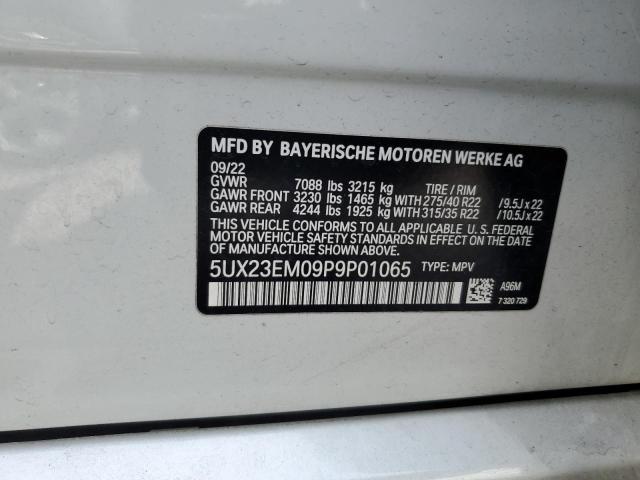 MFD BY BAYERISCHE MOTOREN WERKE AG
09/22
GVWR 7088 lbs 3215 kg TIRE / RIM
GAWR FRONT 3230 lbs 1465 kg WITH 275/40 R22 /9.5J x 22
GAWR REAR 4244 lbs 1925 kg WITH 315/35 R22 /10.5J x 22
THIS VEHICLE CONFORMS TO ALL APPLICABLE U. S. FEDERAL
MOTOR VEHICLE SAFETY STANDARDS IN EFFECT ON THE DATE
OF MANUFACTURE SHOWN ABOVE.
5UX23EM09P9P01065 TYPE: MPV
A96M
7 320 729